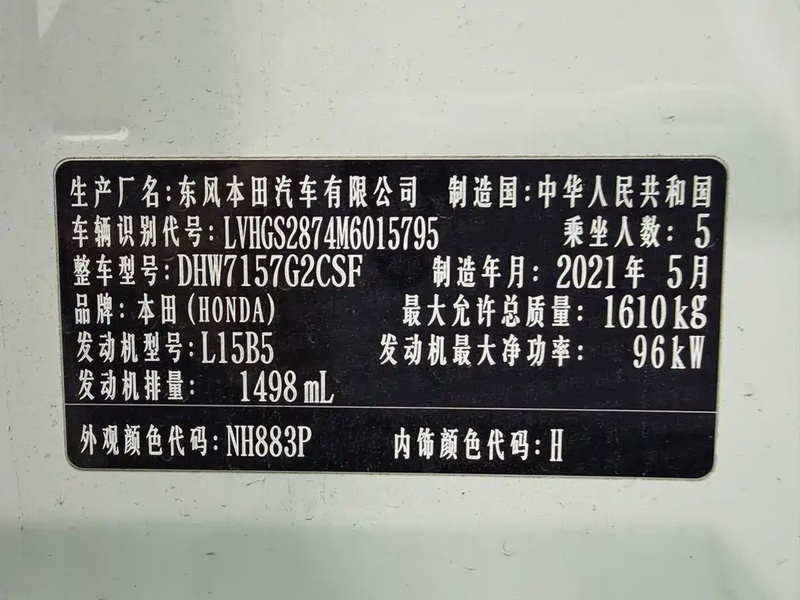 生产厂名:东风本田汽车有限公司 制造国:中华人民共和国
车辆识别代号:LVHGS2874M6015795 乘坐人数:5
整车型号:DHW7157G2CSF 制造年月:2021年5月
品牌:本田(HONDA) 最大允许总质量:1610kg
发动机型号:L15B5 发动机最大净功率:96kW
发动机排量:1498mL
外观颜色代码:NH883P 内饰颜色代码:H